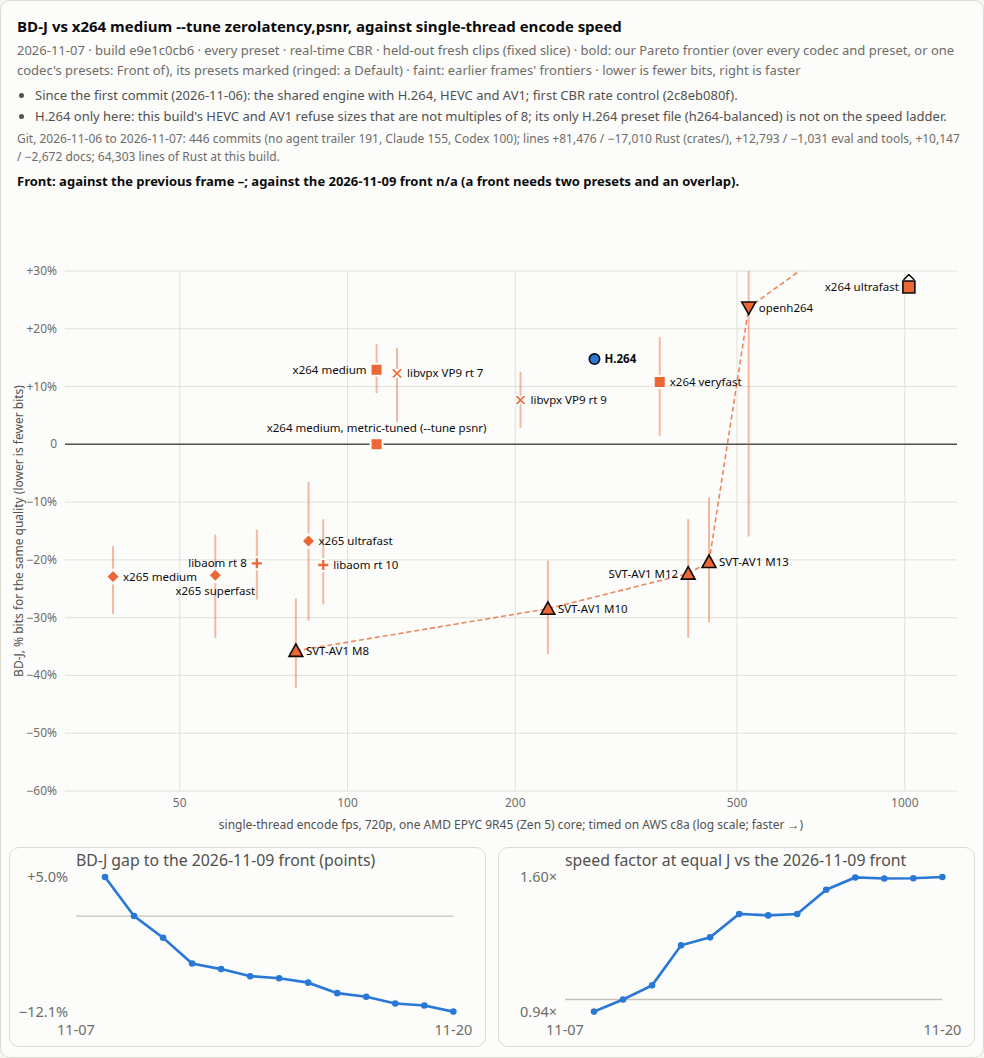 BD-J vs x264 medium --tune zerolatency,psnr, against single-thread encode speed
2026-11-07 · build e9e1c0cb6 · every preset · real-time CBR · held-out fresh clips (fixed slice) · bold: our Pareto frontier (over every codec and preset, or one
codec's presets: Front of), its presets marked (ringed: a Default) · faint: earlier frames' frontiers · lower is fewer bits, right is faster
• Since the first commit (2026-11-06): the shared engine with H.264, HEVC and AV1; first CBR rate control (2c8eb080f).
• H.264 only here: this build's HEVC and AV1 refuse sizes that are not multiples of 8; its only H.264 preset file (h264-balanced) is not on the speed ladder.
Git, 2026-11-06 to 2026-11-07: 446 commits (no agent trailer 191, Claude 155, Codex 100); lines +81,476 / −17,010 Rust (crates/), +12,793 / −1,031 eval and tools, +10,147
/ −2,672 docs; 64,303 lines of Rust at this build.
Front: against the previous frame –; against the 2026-11-09 front n/a (a front needs two presets and an overlap).
BD-J, % bits for the same quality (lower is fewer bits)
+30%
+20%
+10%
0
−10%
−20%
−30%
−40%
−50%
−60%
x264 ultrafast
openh264
H.264
x264 medium
libvpx VP9 rt 7
x264 veryfast
libvpx VP9 rt 9
x264 medium, metric-tuned (--tune psnr)
x265 ultrafast
libaom rt 8
libaom rt 10
SVT-AV1 M13
SVT-AV1 M12
x265 medium
x265 superfast
SVT-AV1 M10
SVT-AV1 M8
50
100
200
500
1000
single-thread encode fps, 720p, one AMD EPYC 9R45 (Zen 5) core; timed on AWS c8a (log scale; faster →)
BD-J gap to the 2026-11-09 front (points)
+5.0%
−12.1%
11-07
11-20
speed factor at equal J vs the 2026-11-09 front
1.60×
0.94×
11-07
11-20